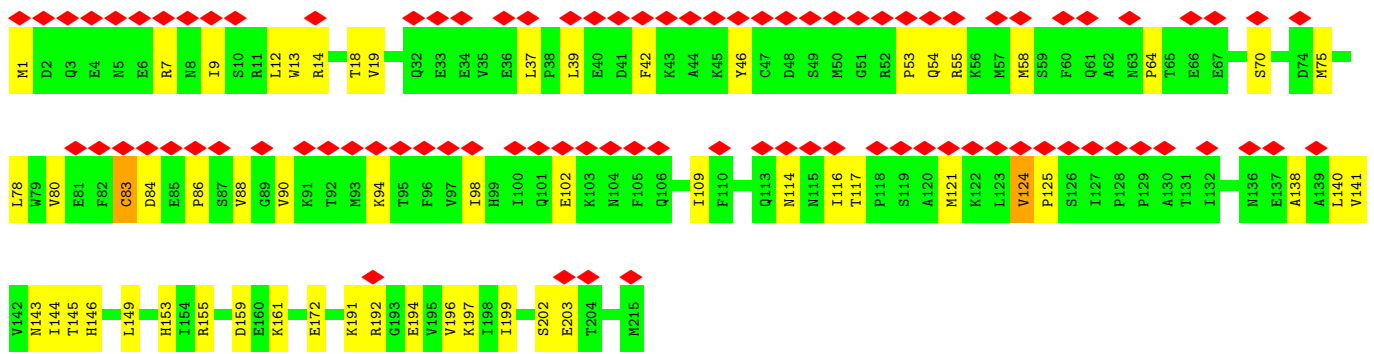 M1 D2 Q3 E4 N5 E6 R7 N8 I9 S10 R11 L12 W13 R14 T18 V19 Q32 E33 E34 V35 E36 L37 P38 L39 E40 D41 F42 K43 A44 K45 Y46 C47 D48 S49 M50 G51 R52 P53 Q54 R55 K56 M57 M58 S59 F60 Q61 A62 N63 P64 T65 E66 E67 S70 D74 M75
L78 W79 V80 E81 F82 C83 D84 E85 P86 S87 V88 G89 V90 K91 T92 M93 K94 T95 F96 V97 I98 H99 I100 Q101 E102 K103 N104 F105 Q106 I109 F110 Q113 N114 N115 I116 T117 P118 S119 A120 M121 K122 L123 V124 P125 S126 I127 P128 P129 A130 T131 I132 N136 E137 A138 A139 L140 V141
V142 N143 I144 T145 H146 L149 H153 I154 R155 D159 E160 K161 E172 K191 R192 G193 E194 V195 V196 K197 I198 I199 S202 E203 T204 M215